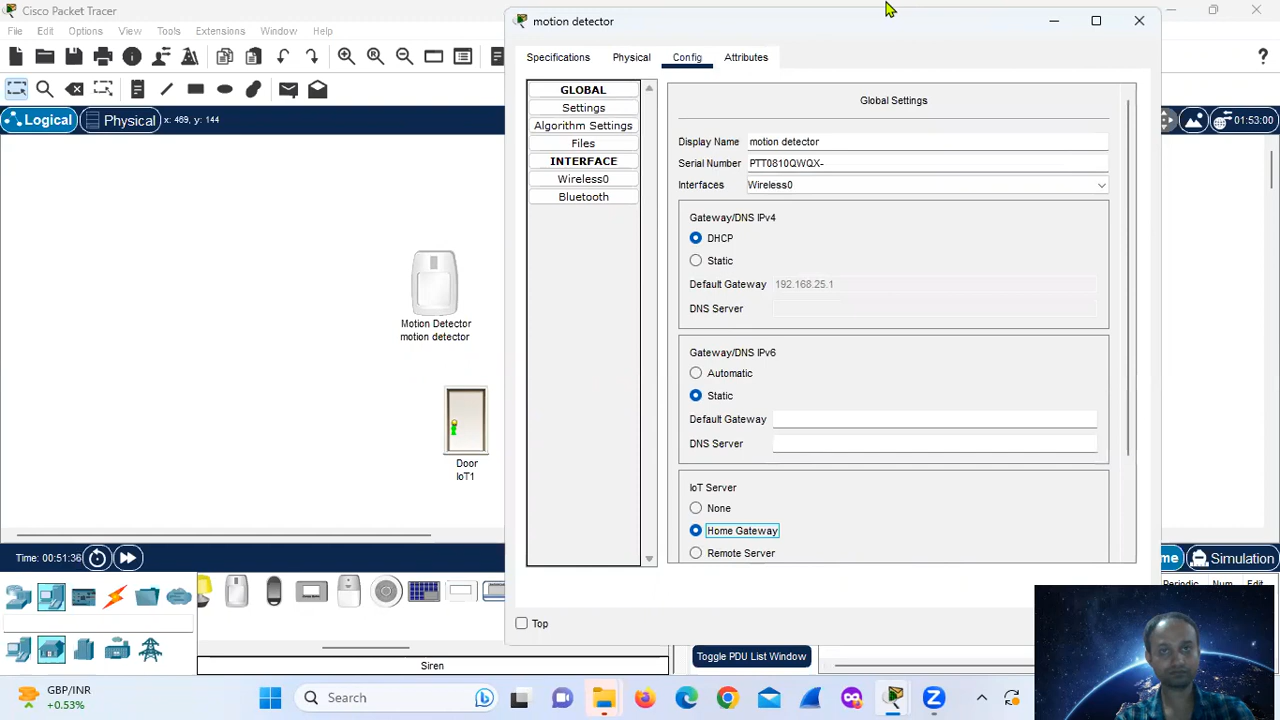 Cisco Packet Tracer
File Edit Options View Tools Extensions Window Help
Logical Physical x: 469, y: 144
01:53:00
Motion Detector
motion detector
Door
IoT1
motion detector
Specifications Physical Config Attributes
GLOBAL
Settings
Algorithm Settings
Files
INTERFACE
Wireless0
Bluetooth
Global Settings
Display Name motion detector
Serial Number PTT0810QWQX-
Interfaces Wireless0
Gateway/DNS IPv4
DHCP
Static
Default Gateway 192.168.25.1
DNS Server
Gateway/DNS IPv6
Automatic
Static
Default Gateway
DNS Server
IoT Server
None
Home Gateway
Remote Server
Top
Time: 00:51:36
me Simulation
Periodic Num Edit
Siren
Toggle PDU List Window
GBP/INR
+0.53%
Search